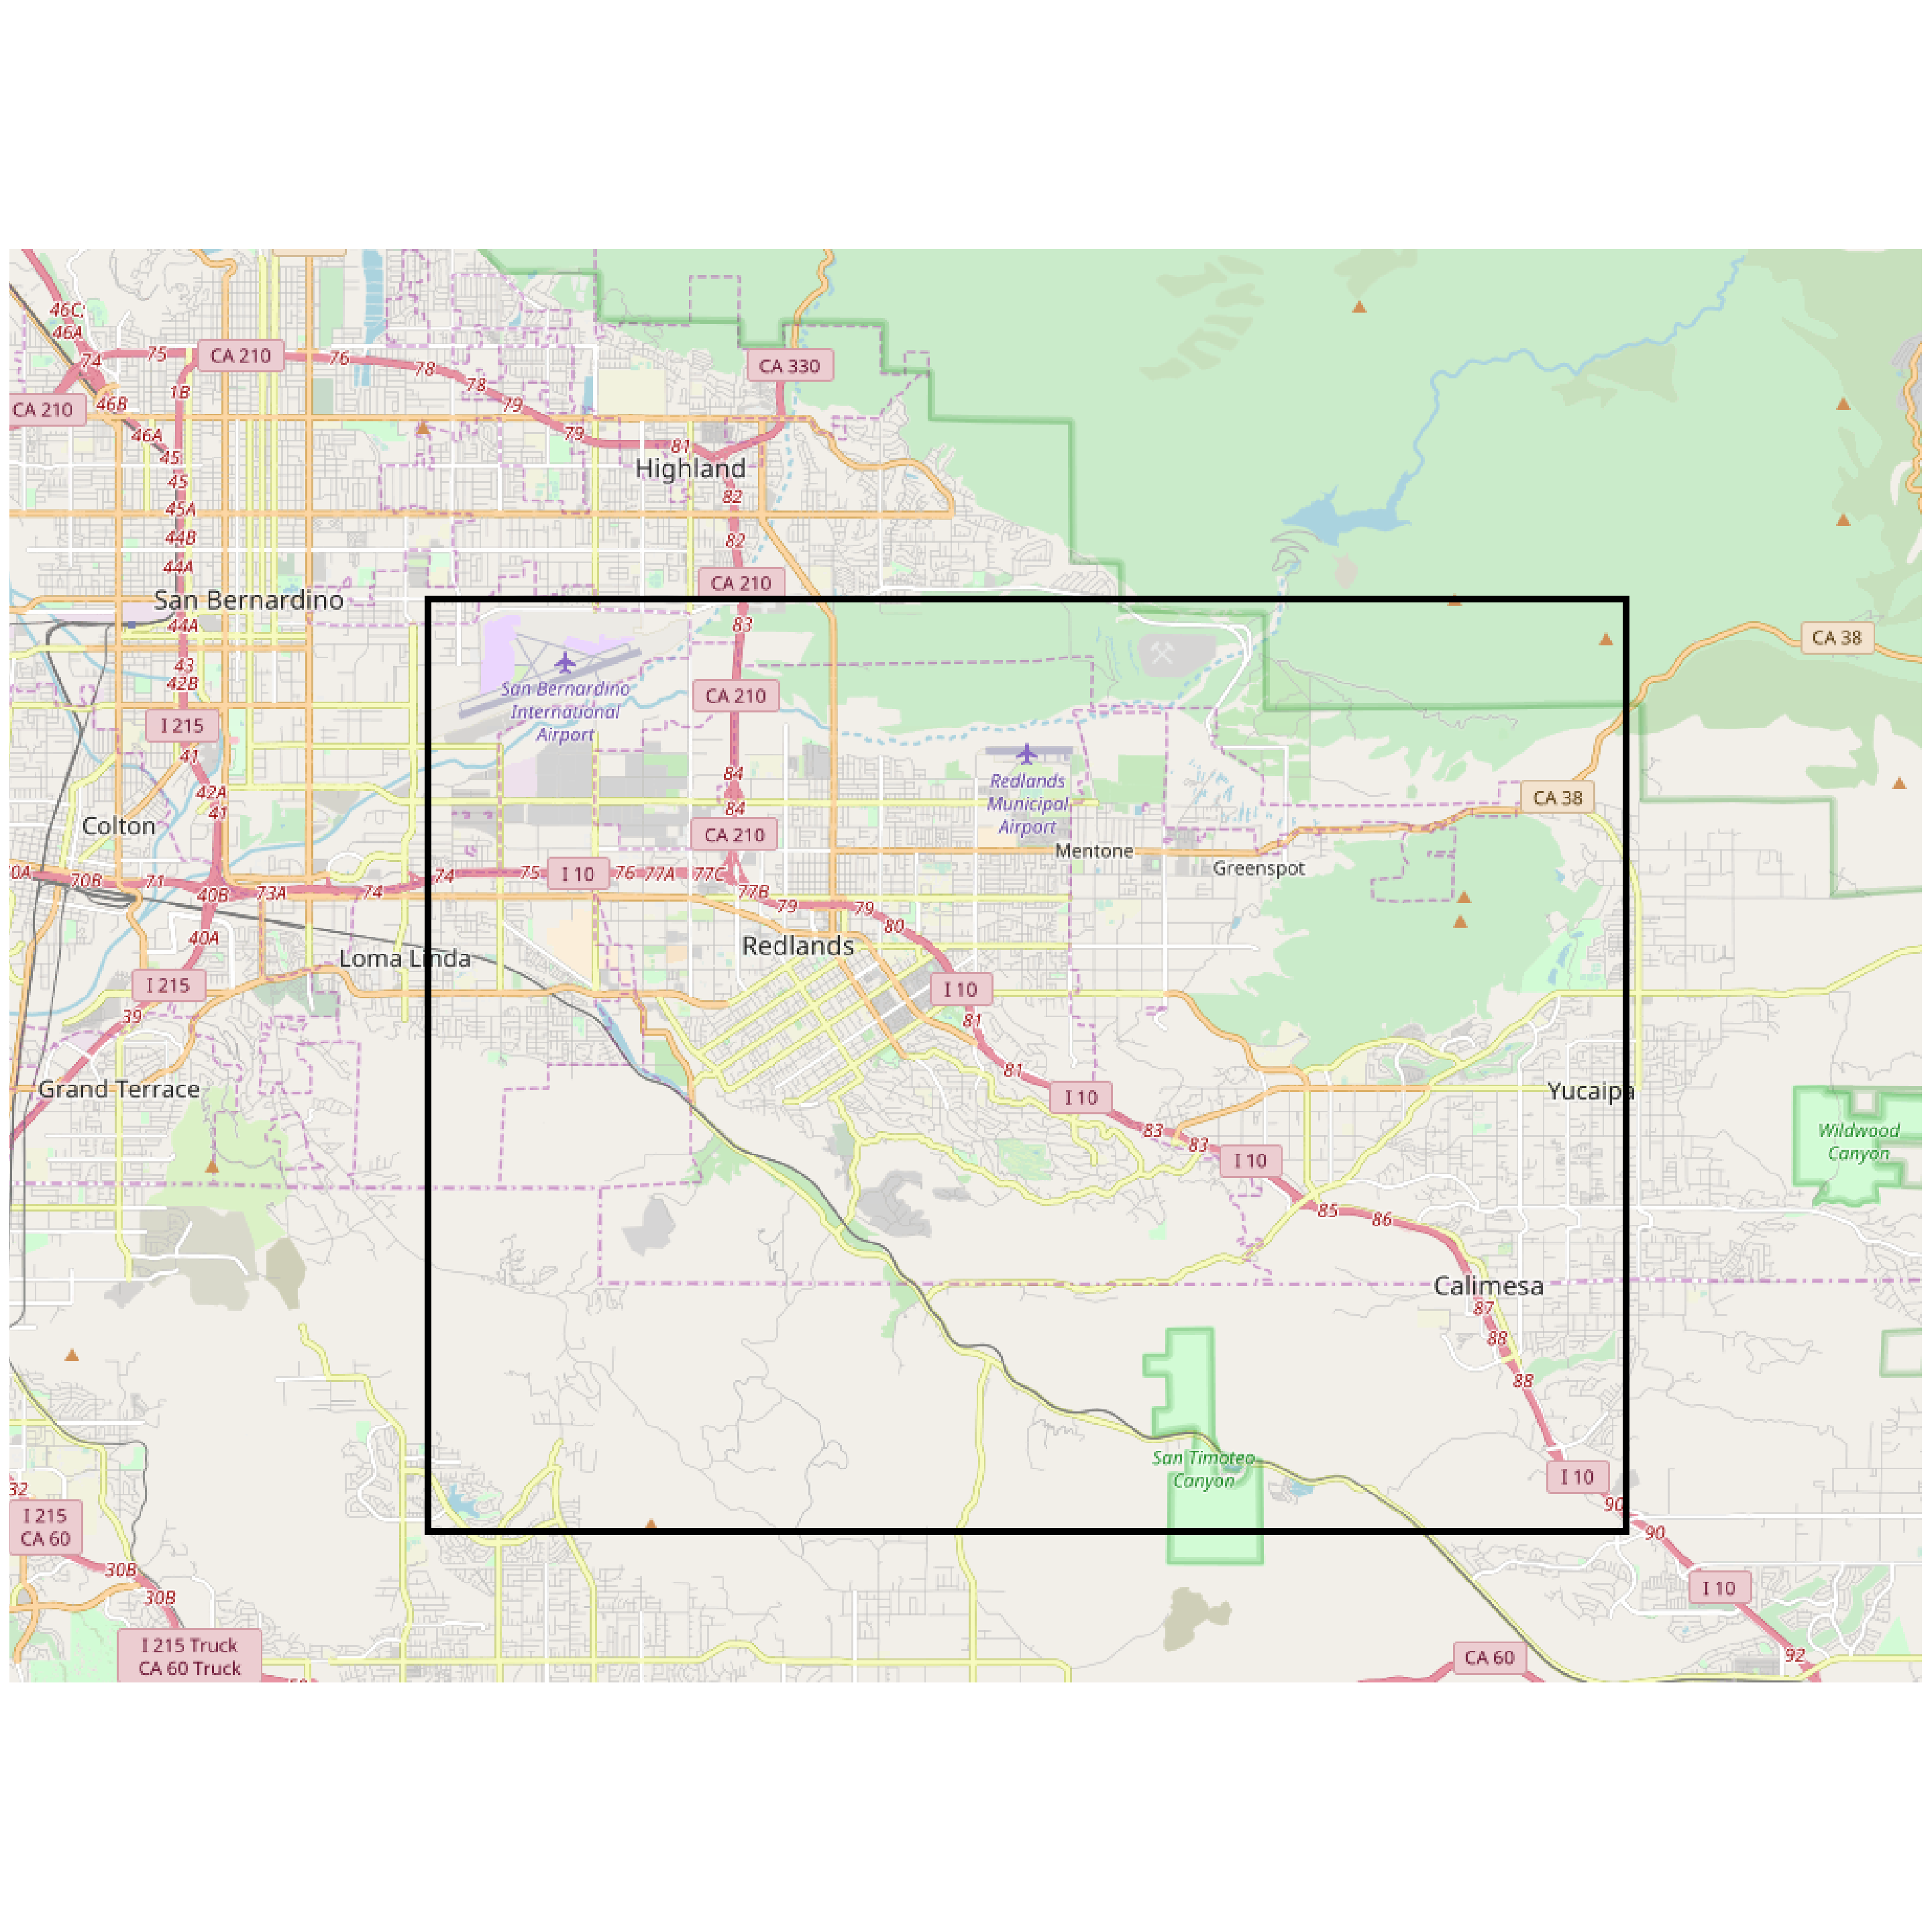 46C;
46A
74
75
CA 210
76
78
78
79
79
CA 330
1B
CA 210
46B
46A
45
45
45A
44B
44A
81
Highland
82
82
CA 210
San Bernardino
44A
43
42B
83
CA 38
San Bernardino
International
Airport
CA 210
I 215
41
42A
41
84
84
CA 210
Redlands
Municipal
Airport
CA 38
Colton
Mentone
Greenspot
0A
70B
71
40B
73A
74
74
75
I 10
76
77A
77C
77B
79
79
80
40A
Loma Linda
Redlands
I 215
39
I 10
81
81
Grand Terrace
I 10
Yucaipa
83
83
I 10
Wildwood
Canyon
85
86
Calimesa
87
88
88
San Timoteo
Canyon
I 10
90
90
32
I 215
CA 60
30B
30B
I 10
I 215 Truck
CA 60 Truck
CA 60
92